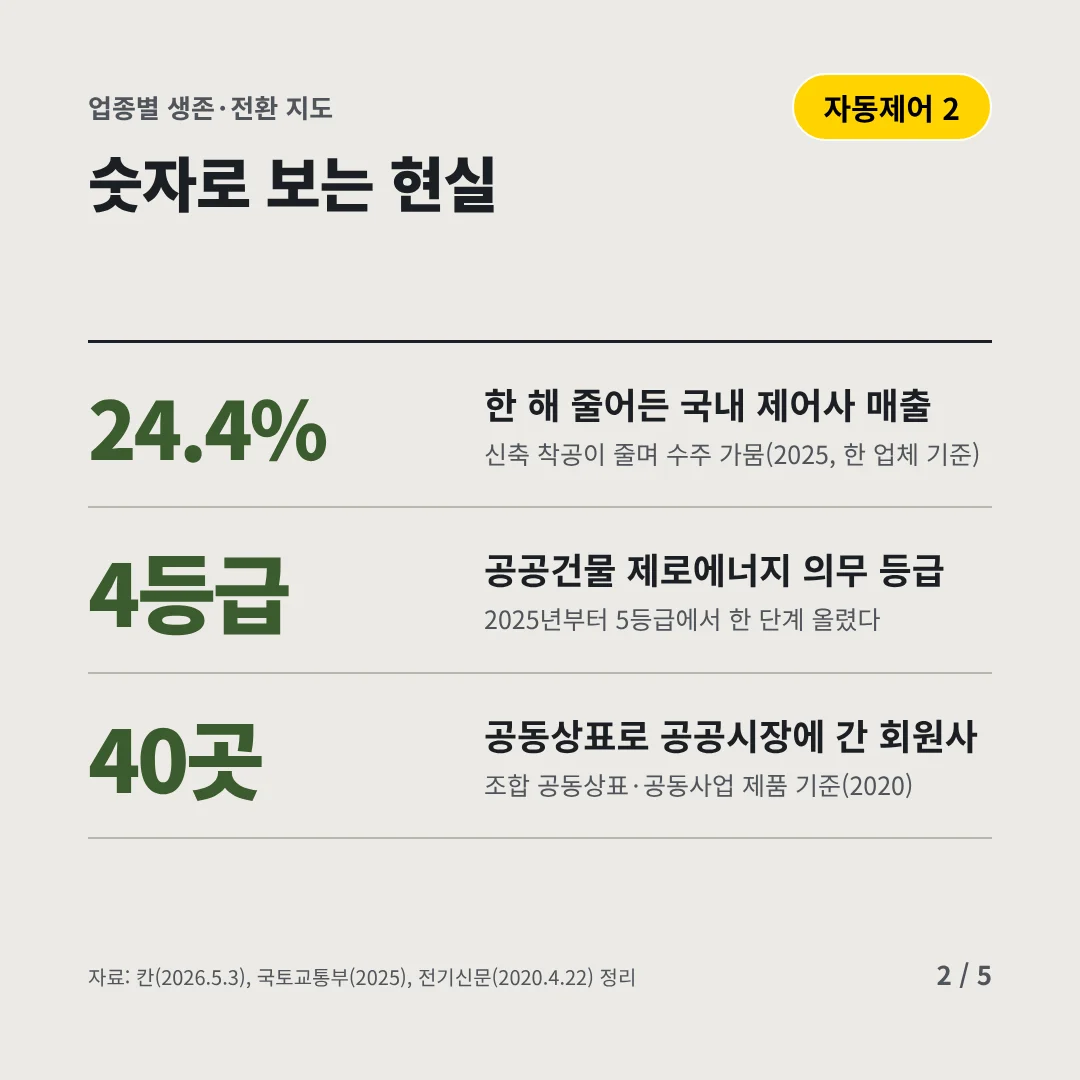 업종별 생존·전환 지도
자동제어 2
숫자로 보는 현실
24.4%
한 해 줄어든 국내 제어사 매출
신축 착공이 줄며 수주 가뭄(2025, 한 업체 기준)
4등급
공공건물 제로에너지 의무 등급
2025년부터 5등급에서 한 단계 올렸다
40곳
공동상표로 공공시장에 간 회원사
조합 공동상표·공동사업 제품 기준(2020)
자료: 칸(2026.5.3), 국토교통부(2025), 전기신문(2020.4.22) 정리
2 / 5